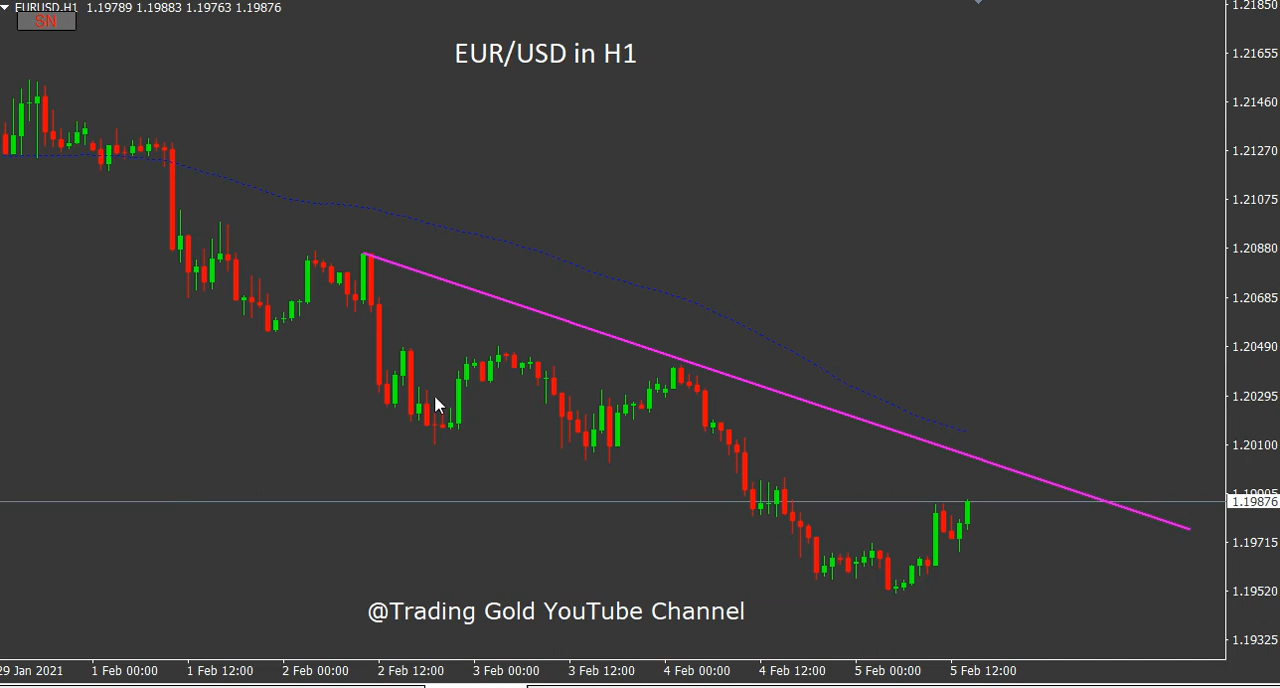 EURUSD,H1 1.19789 1.19883 1.19763 1.19876
SN
EUR/USD in H1
1.21850
1.21655
1.21460
1.21270
1.21075
1.20880
1.20685
1.20490
1.20295
1.20100
1.19905
1.19876
1.19715
1.19520
1.19325
@Trading Gold YouTube Channel
29 Jan 2021
1 Feb 00:00
1 Feb 12:00
2 Feb 00:00
2 Feb 12:00
3 Feb 00:00
3 Feb 12:00
4 Feb 00:00
4 Feb 12:00
5 Feb 00:00
5 Feb 12:00